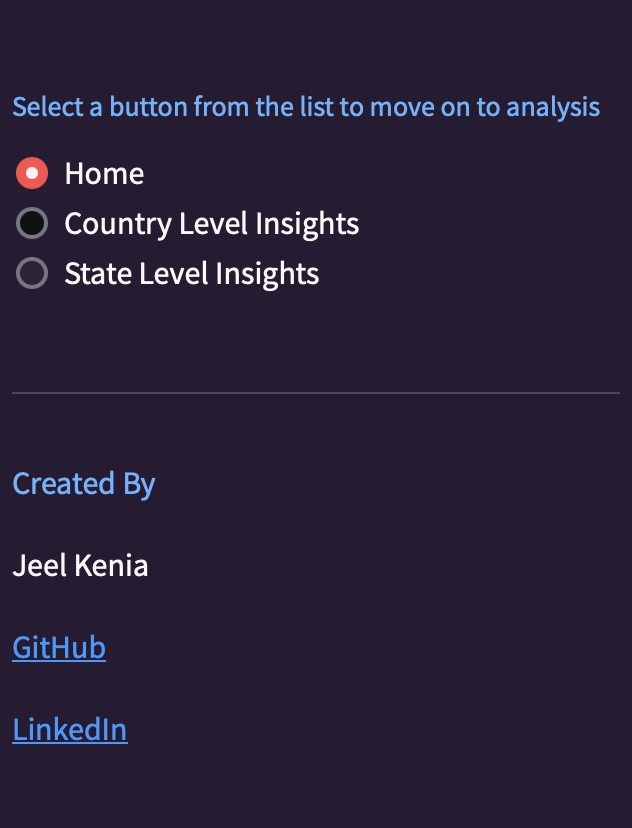 Select a button from the list to move on to analysis
Home
Country Level Insights
State Level Insights
Created By
Jeel Kenia
GitHub
LinkedIn